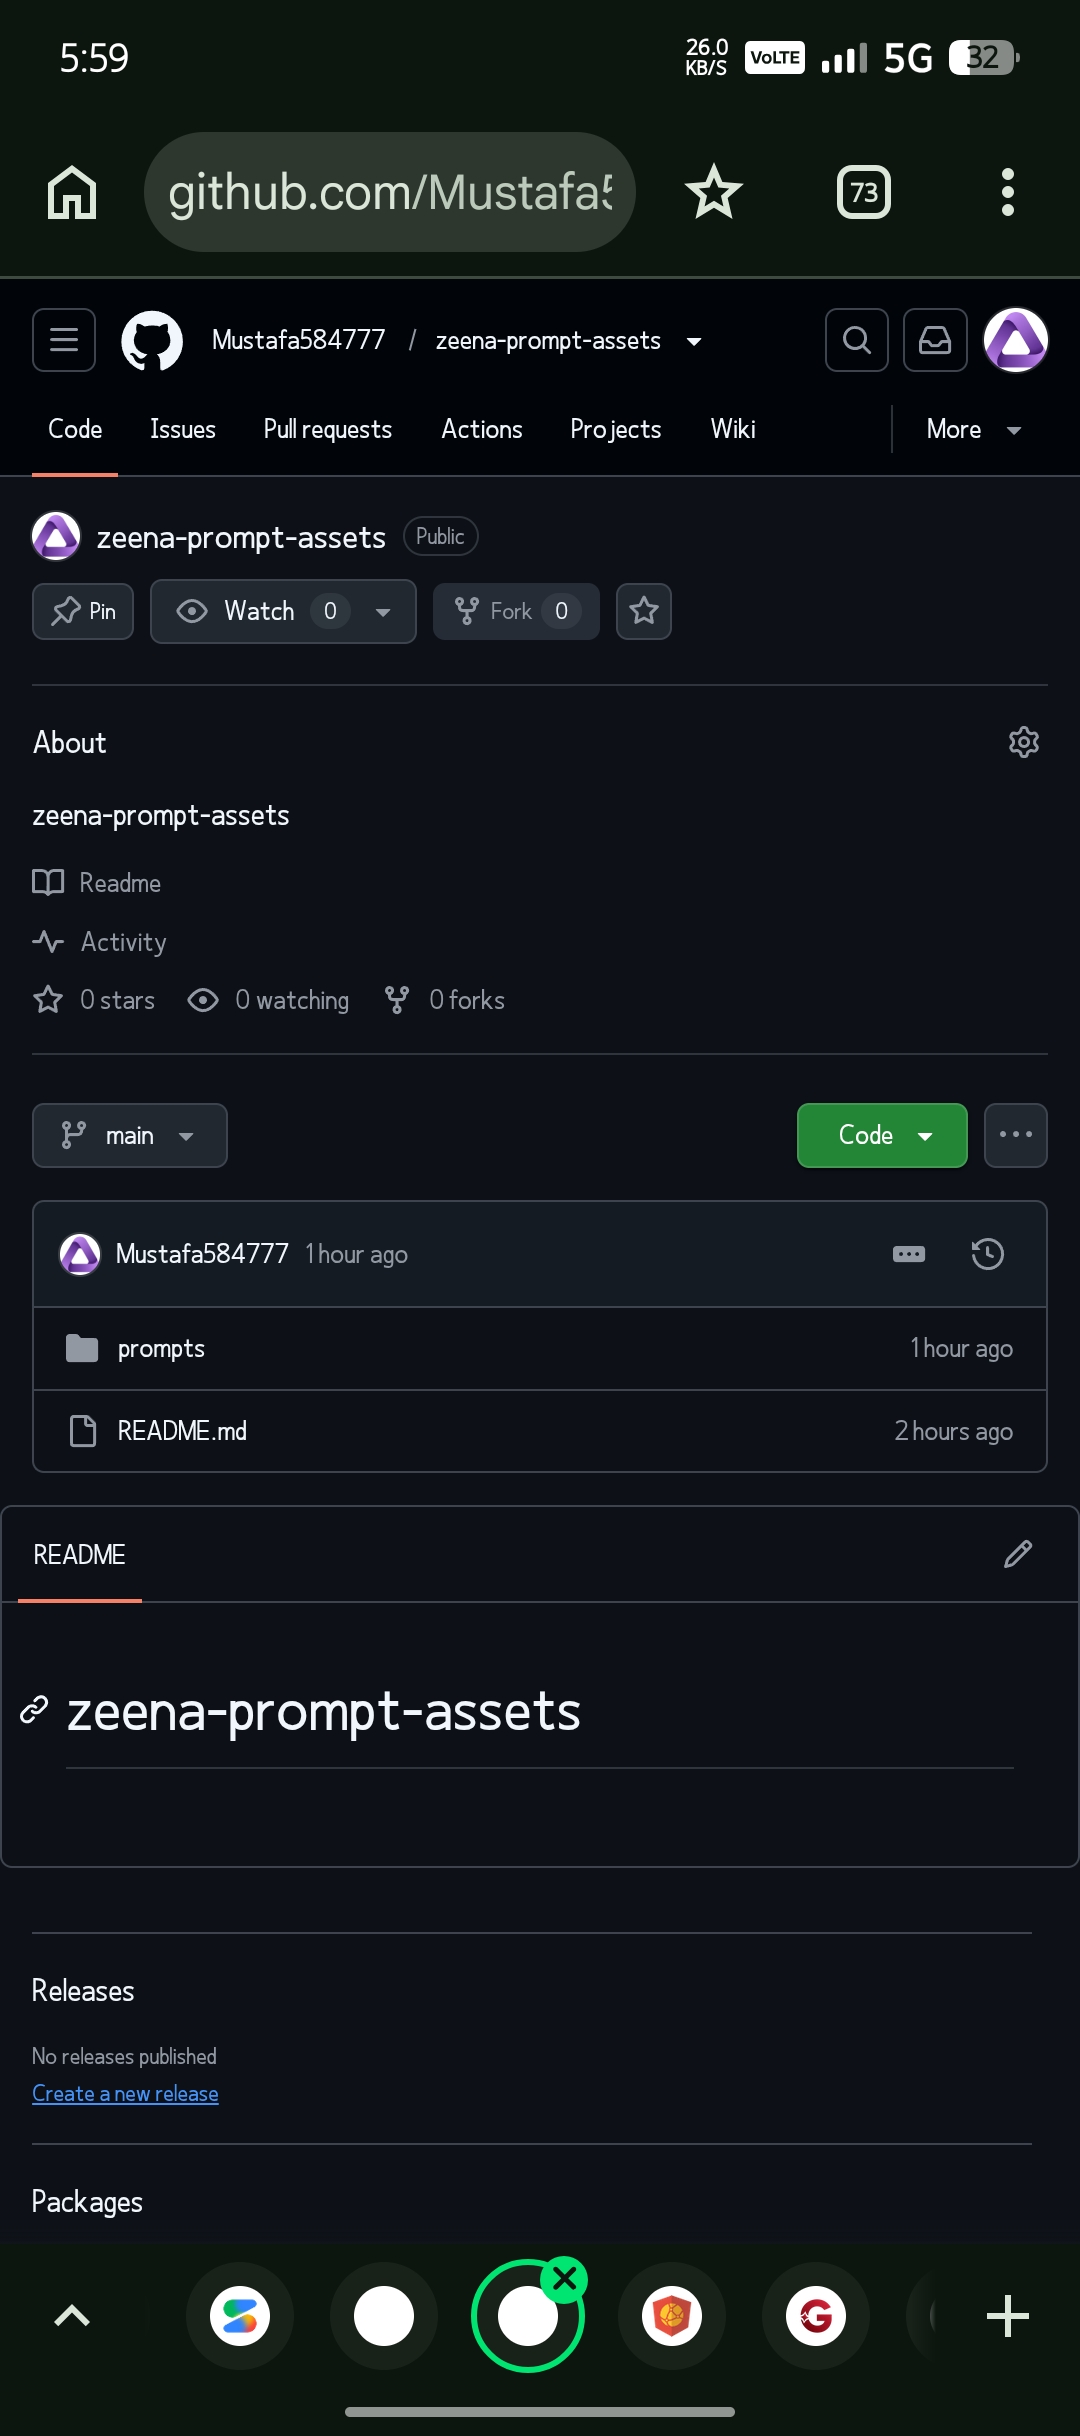 5:59
26.0 KB/S VoLTE 5G 32
github.com/Mustafa5
73
Mustafa584777 / zeena-prompt-assets
Code Issues Pull requests Actions Projects Wiki More
zeena-prompt-assets Public
Pin Watch 0 Fork 0
About
zeena-prompt-assets
Readme
Activity
0 stars 0 watching 0 forks
main Code
Mustafa584777 1 hour ago
prompts 1 hour ago
README.md 2 hours ago
README
zeena-prompt-assets
Releases
No releases published
Create a new release
Packages
G